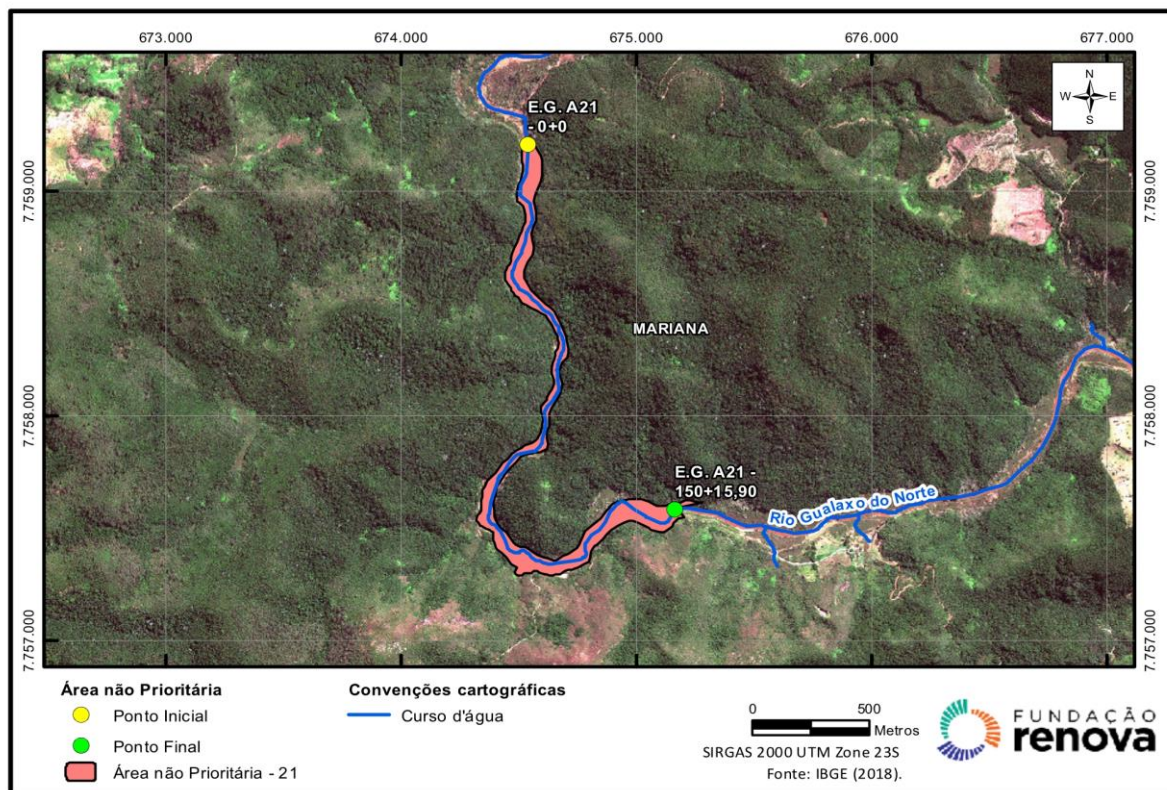 673.000
674.000
675.000
676.000
677.000
N
W E
S
E.G. A21
- 0+0
7.759.000
7.759.000
MARIANA
7.758.000
7.758.000
E.G. A21 -
150+15,90
Rio Gualaxo do Norte
7.757.000
7.757.000
Área não Prioritária
Ponto Inicial
Ponto Final
Área não Prioritária - 21
Convenções cartográficas
Curso d'água
0 500
Metros
SIRGAS 2000 UTM Zone 23S
Fonte: IBGE (2018).
FUNDAÇÃO
renova